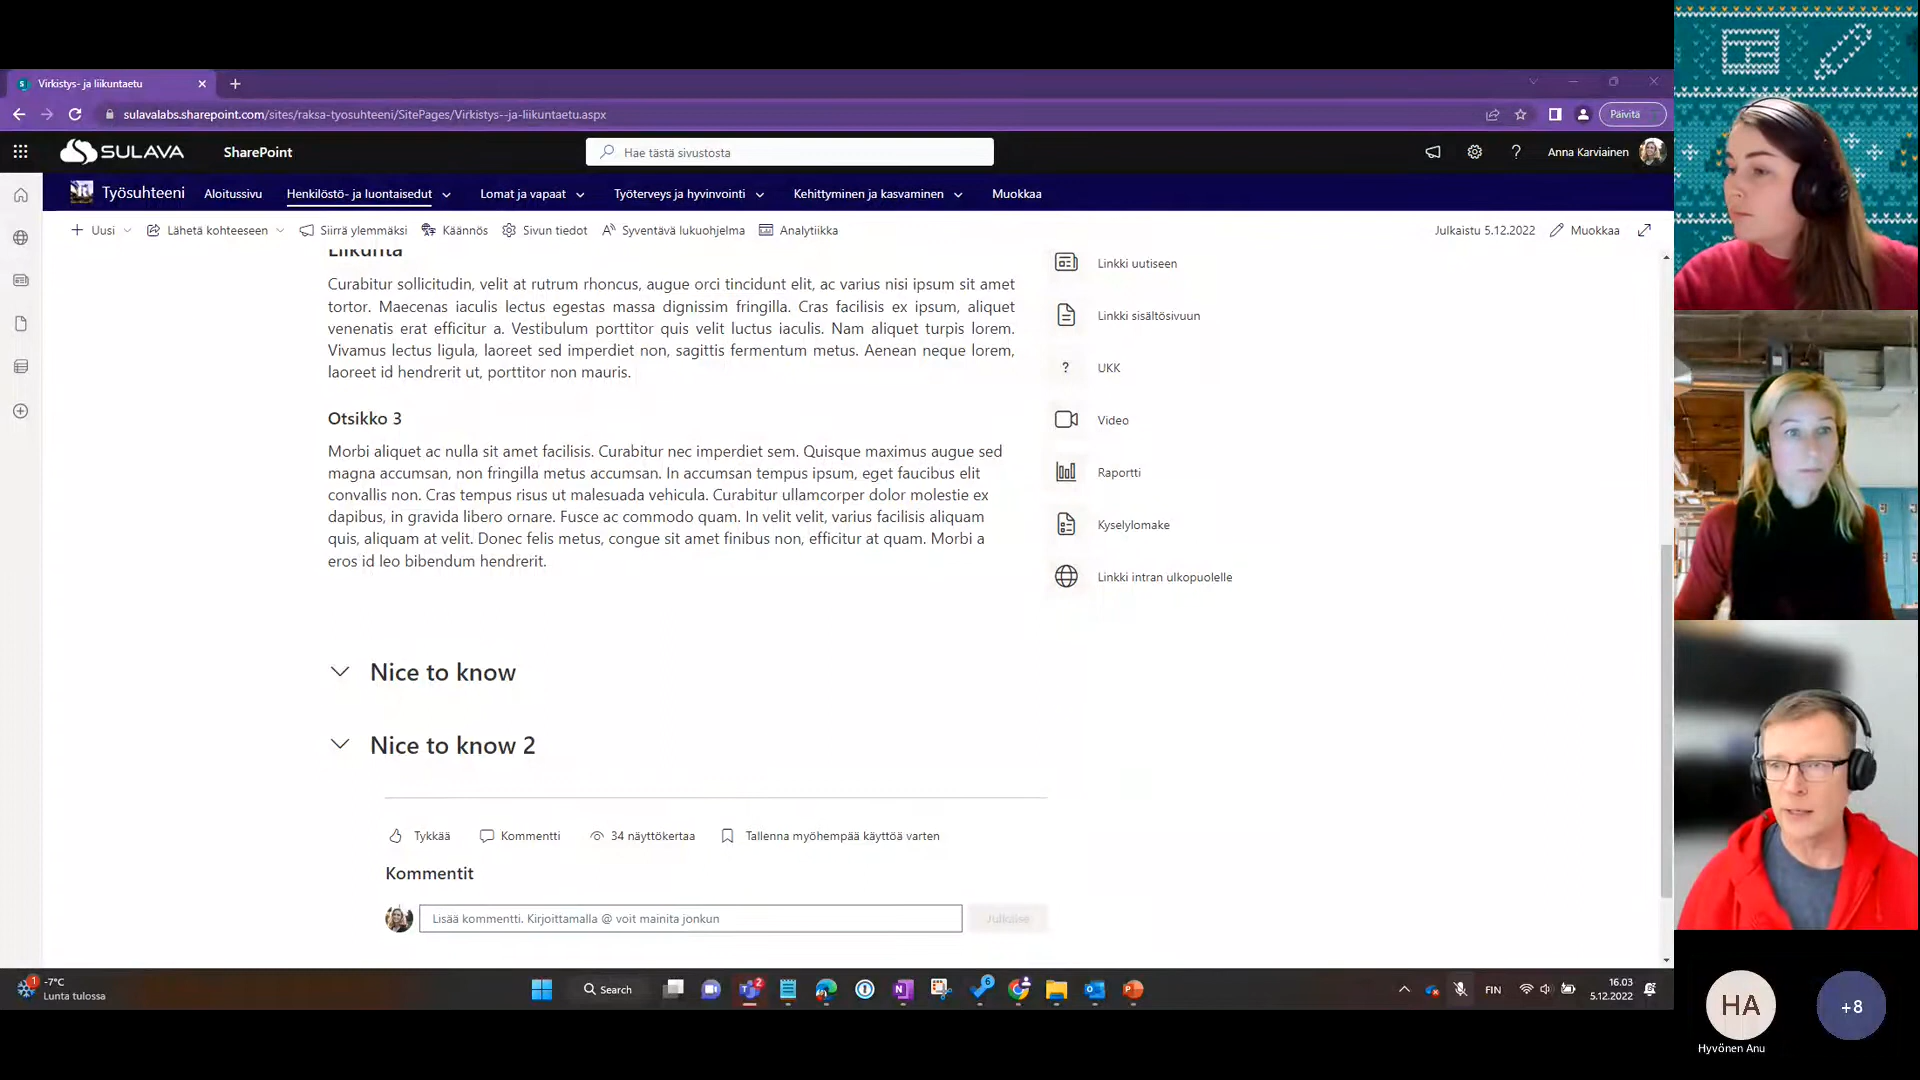 Virkistys- ja liikuntaetu
sulavalabs.sharepoint.com/sites/raksa-tyosuhteeni/SitePages/Virkistys--ja-liikuntaetu.aspx
Päivitä
SULAVA
SharePoint
Hae tästä sivustosta
Anna Karviainen
Työsuhteeni
Aloitussivu
Henkilöstö- ja luontaisedut
Lomat ja vapaat
Työterveys ja hyvinvointi
Kehittyminen ja kasvaminen
Muokkaa
Uusi
Lähetä kohteeseen
Siirrä ylemmäksi
Käännös
Sivun tiedot
Syventävä lukuohjelma
Analytiikka
Julkaistu 5.12.2022
Muokkaa
Liikunta
Curabitur sollicitudin, velit at rutrum rhoncus, augue orci tincidunt elit, ac varius nisi ipsum sit amet
tortor. Maecenas iaculis lectus egestas massa dignissim fringilla. Cras facilisis ex ipsum, aliquet
venenatis erat efficitur a. Vestibulum porttitor quis velit luctus iaculis. Nam aliquet turpis lorem.
Vivamus lectus ligula, laoreet sed imperdiet non, sagittis fermentum metus. Aenean neque lorem,
laoreet id hendrerit ut, porttitor non mauris.
Otsikko 3
Morbi aliquet ac nulla sit amet facilisis. Curabitur nec imperdiet sem. Quisque maximus augue sed
magna accumsan, non fringilla metus accumsan. In accumsan tempus ipsum, eget faucibus elit
convallis non. Cras tempus risus ut malesuada vehicula. Curabitur ullamcorper dolor molestie ex
dapibus, in gravida libero ornare. Fusce ac commodo quam. In velit velit, varius facilisis aliquam
quis, aliquam at velit. Donec felis metus, congue sit amet finibus non, efficitur at quam. Morbi a
eros id leo bibendum hendrerit.
Linkki uutiseen
Linkki sisältösivuun
UKK
Video
Raportti
Kyselylomake
Linkki intran ulkopuolelle
Nice to know
Nice to know 2
Tykkää
Kommentti
34 näyttökertaa
Tallenna myöhempää käyttöä varten
Kommentit
Lisää kommentti. Kirjoittamalla @ voit mainita jonkun
Julkaise
-7°C
Lunta tulossa
Search
FIN
16.03
5.12.2022
HA
Hyvönen Anu
+8